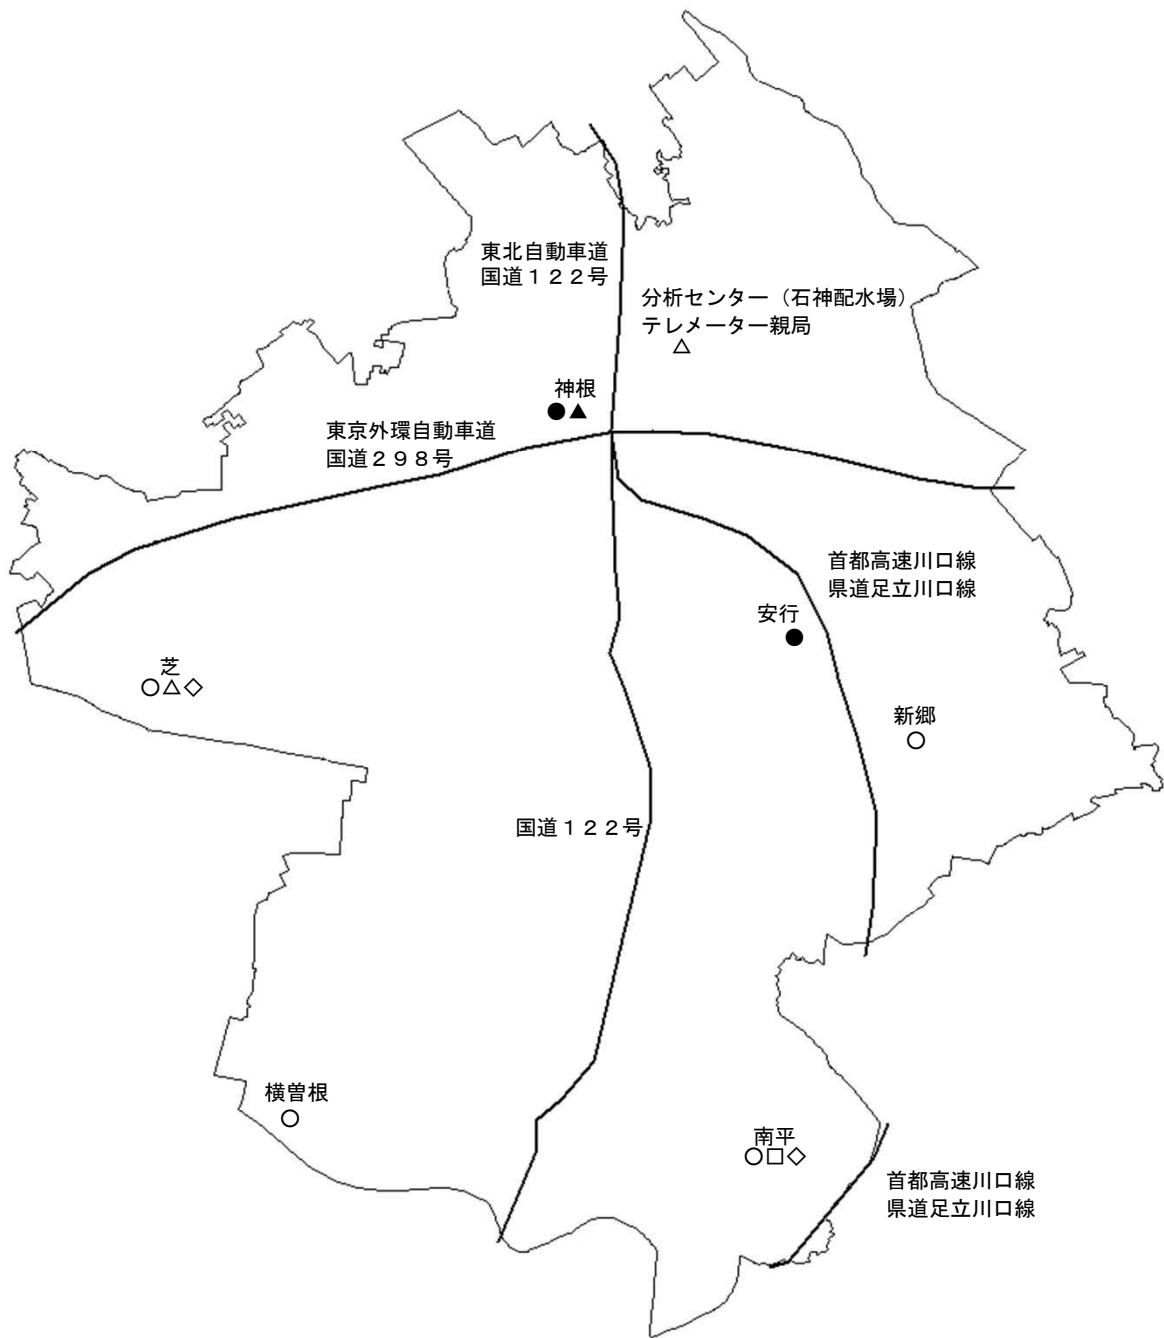 東北自動車道
国道１２２号
分析センター（石神配水場）
テレメーター親局
△
神根
●▲
東京外環自動車道
国道２９８号
首都高速川口線
県道足立川口線
安行
●
芝
○△◇
新郷
○
国道１２２号
横曽根
○
南平
○□◇
首都高速川口線
県道足立川口線